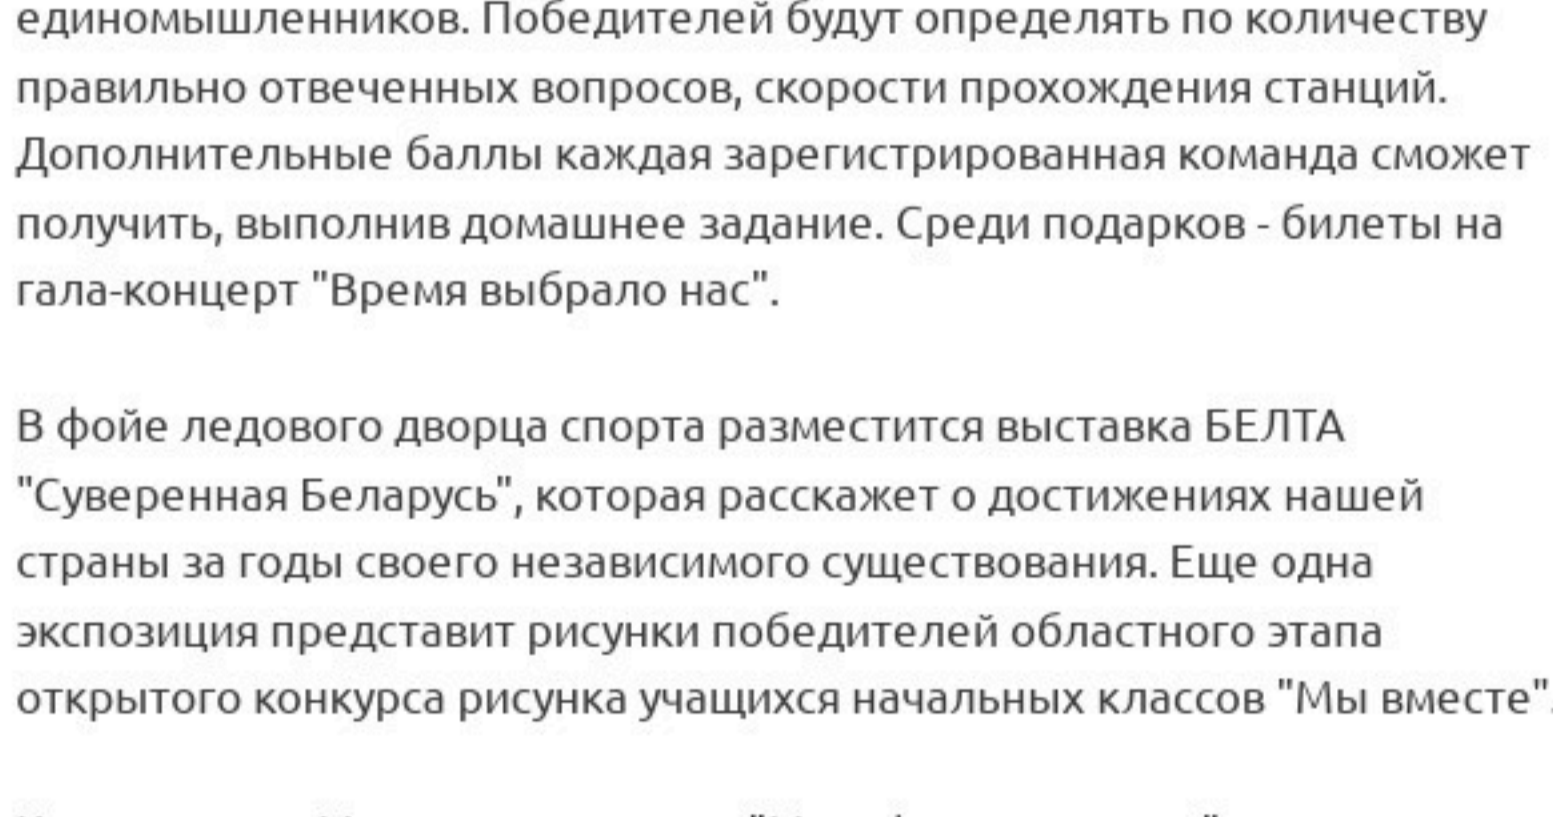 единомышленников. Победителей будут определять по количеству
правильно отвеченных вопросов, скорости прохождения станций.
Дополнительные баллы каждая зарегистрированная команда сможет
получить, выполнив домашнее задание. Среди подарков - билеты на
гала-концерт "Время выбрало нас".
В фойе ледового дворца спорта разместится выставка БЕЛТА
"Суверенная Беларусь", которая расскажет о достижениях нашей
страны за годы своего независимого существования. Еще одна
экспозиция представит рисунки победителей областного этапа
открытого конкурса рисунка учащихся начальных классов "Мы вместе".